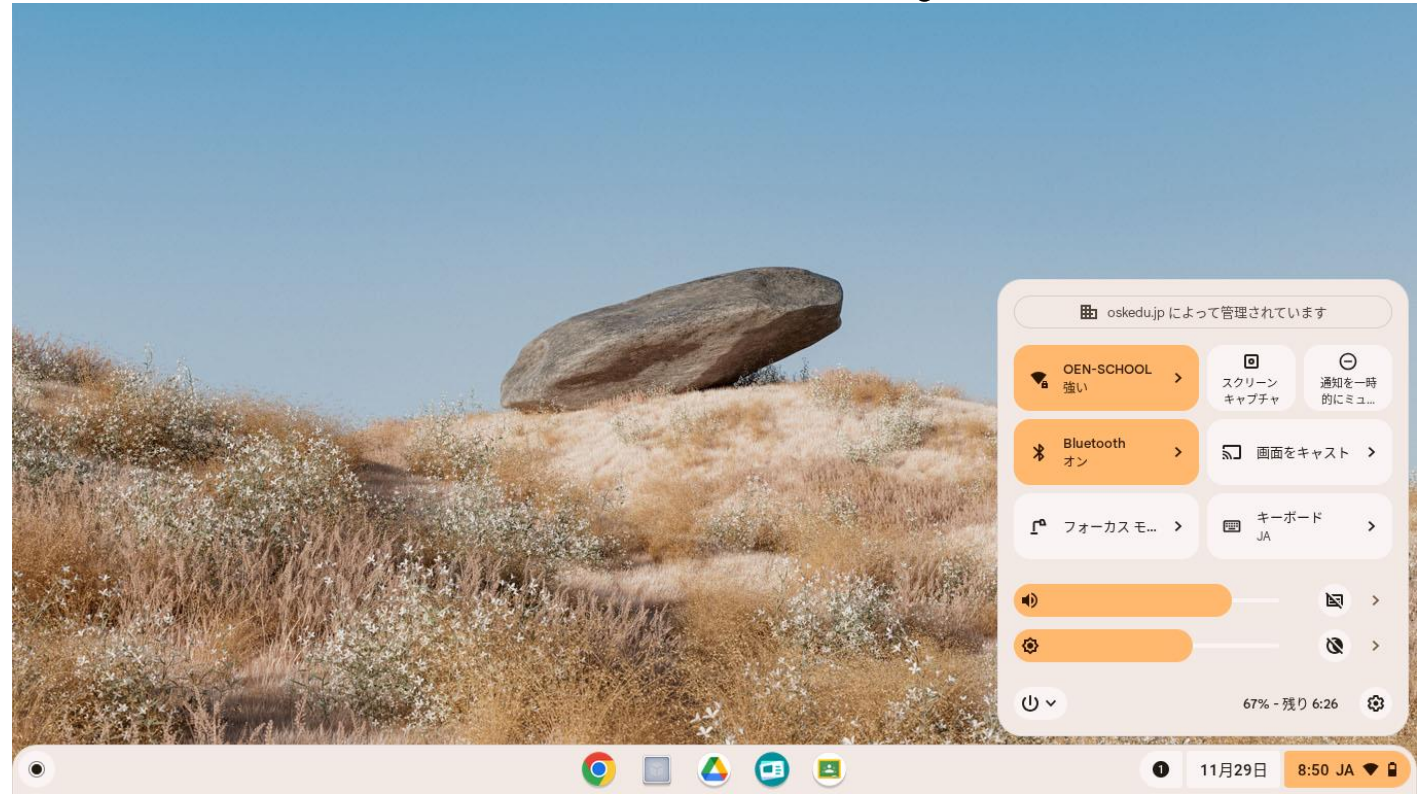 oskedu.jp によって管理されています
OEN-SCHOOL
強い
スクリーン
キャプチャ
通知を一時
的にミュ...
Bluetooth
オン
画面をキャスト
フォーカス モ...
キーボード
JA
67% - 残り 6:26
1
11月29日
8:50 JA